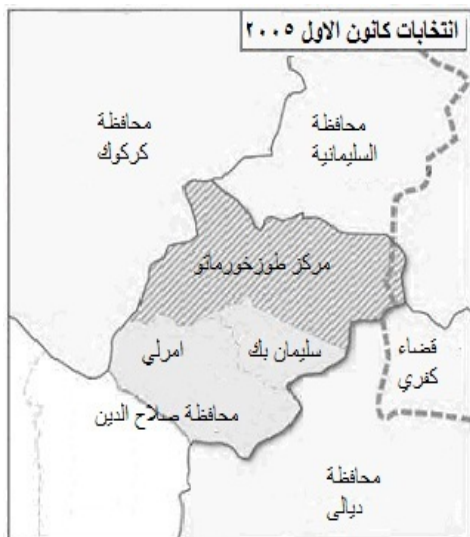 انتخابات كانون الاول ٢٠٠٥
محافظة
السليمانية
محافظة
كركوك
مركز طوزخورماتو
سليمان بك
امرلي
قضاء
كفري
محافظة صلاح الدين
محافظة
ديالى